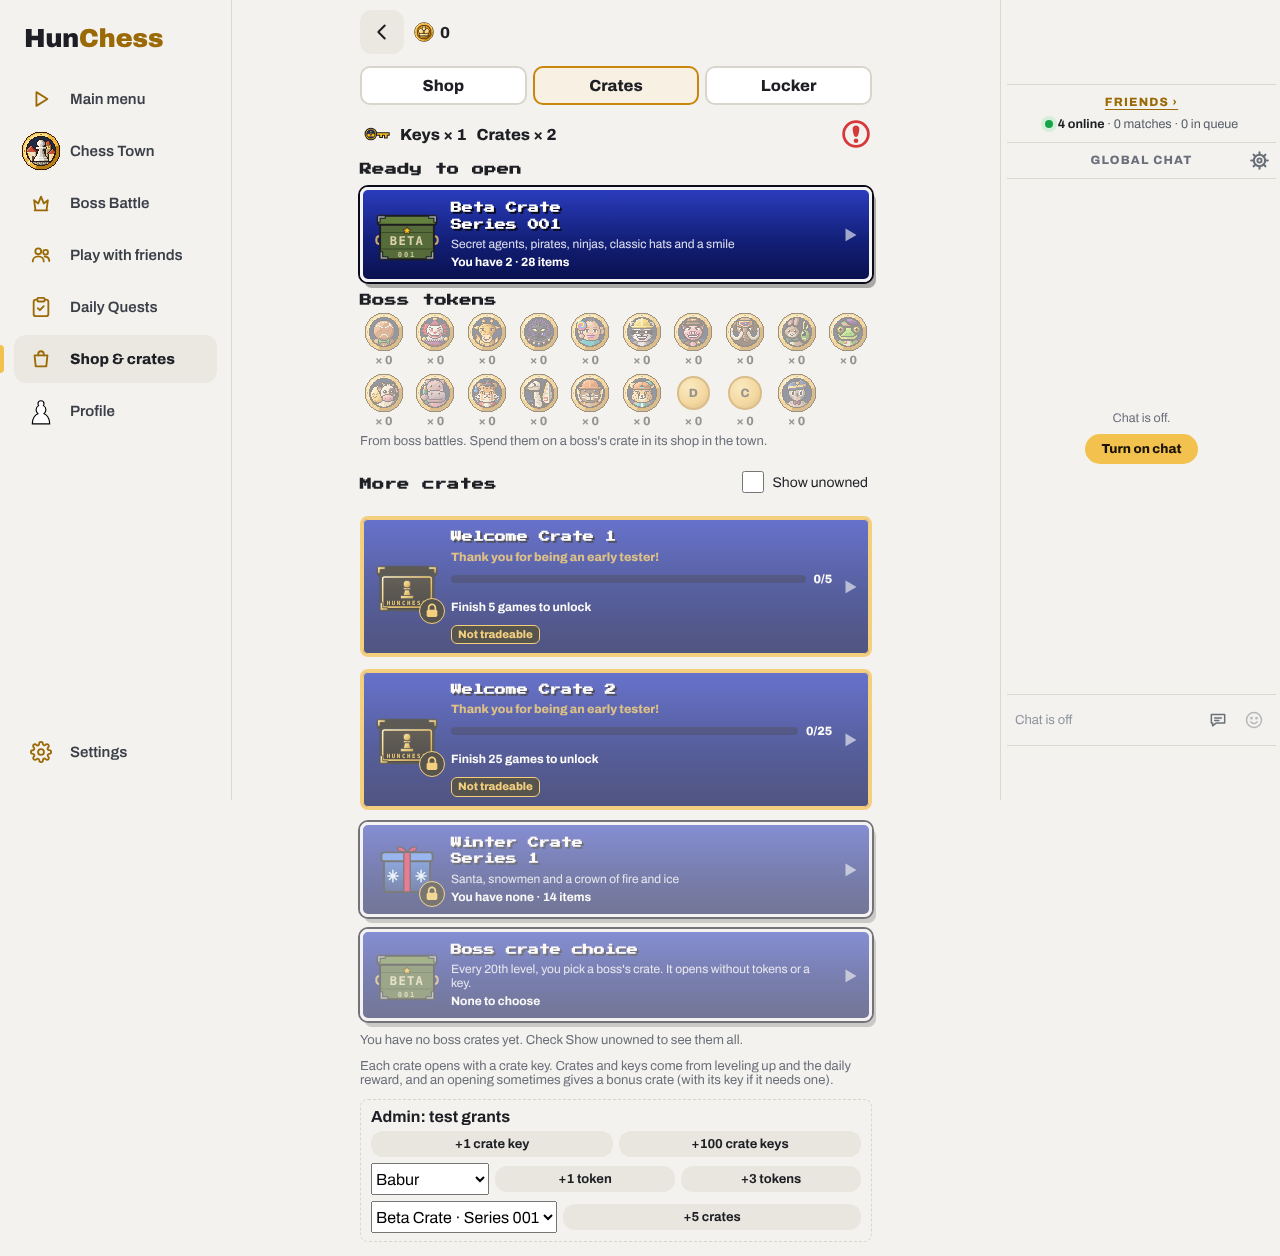 HunChess
Main menu
Chess Town
Boss Battle
Play with friends
Daily Quests
Shop & crates
Profile
Settings
0
Shop
Crates
Locker
Keys × 1 Crates × 2
Ready to open
BETA
001
Beta Crate
Series 001
Secret agents, pirates, ninjas, classic hats and a smile
You have 2 · 28 items
Boss tokens
× 0 × 0 × 0 × 0 × 0 × 0 × 0 × 0 × 0 × 0
D C
× 0 × 0 × 0 × 0 × 0 × 0 × 0 × 0 × 0
From boss battles. Spend them on a boss's crate in its shop in the town.
More crates
Show unowned
Welcome Crate 1
Thank you for being an early tester!
0/5
Finish 5 games to unlock
Not tradeable
Welcome Crate 2
Thank you for being an early tester!
0/25
Finish 25 games to unlock
Not tradeable
Winter Crate
Series 1
Santa, snowmen and a crown of fire and ice
You have none · 14 items
BETA
001
Boss crate choice
Every 20th level, you pick a boss's crate. It opens without tokens or a
key.
None to choose
You have no boss crates yet. Check Show unowned to see them all.
Each crate opens with a crate key. Crates and keys come from leveling up and the daily
reward, and an opening sometimes gives a bonus crate (with its key if it needs one).
Admin: test grants
+1 crate key
+100 crate keys
Babur
+1 token
+3 tokens
Beta Crate · Series 001
+5 crates
FRIENDS ›
4 online · 0 matches · 0 in queue
GLOBAL CHAT
Chat is off.
Turn on chat
Chat is off